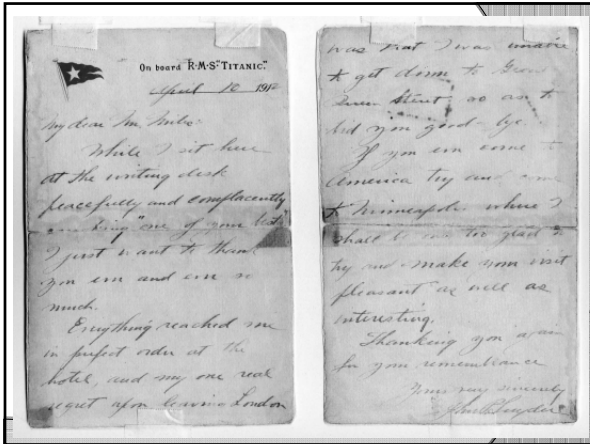 On board R·M·S·"TITANIC."
April 10 1912
My dear Mr. Miles:
While I sit here
at the writing desk
peacefully and complacently
"one of your best"
I just want to thank
you ever and ever so
much.
Everything reached me
in perfect order at the
hotel, and my one real
regret upon leaving London
was that I was unable
to get down to
Street so as to
bid you good-bye.
If you ever come to
America try and come
to Minneapolis where I
shall be too glad to
try and make your visit
pleasant as well as
interesting.
Thanking you again
for your remembrance
Yours very sincerely
John Snyder